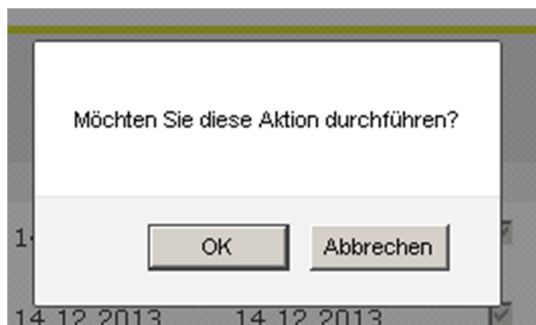 Möchten Sie diese Aktion durchführen?
OK Abbrechen
14.12.2013 14.12.2013